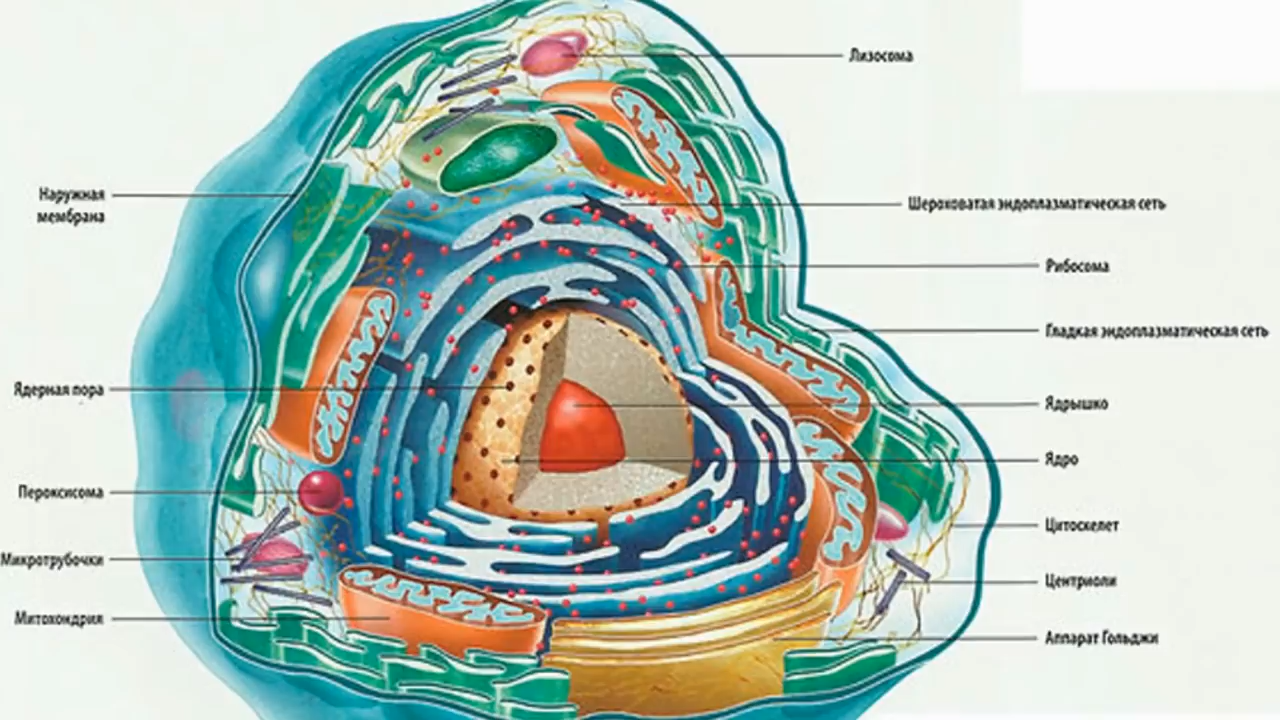 Лизосома
Наружная
мембрана
Шероховатая эндоплазматическая сеть
Рибосома
Гладкая эндоплазматическая сеть
Ядерная пора
Ядрышко
Ядро
Пероксисома
Цитоскелет
Микротрубочки
Центриоли
Митохондрия
Аппарат Гольджи